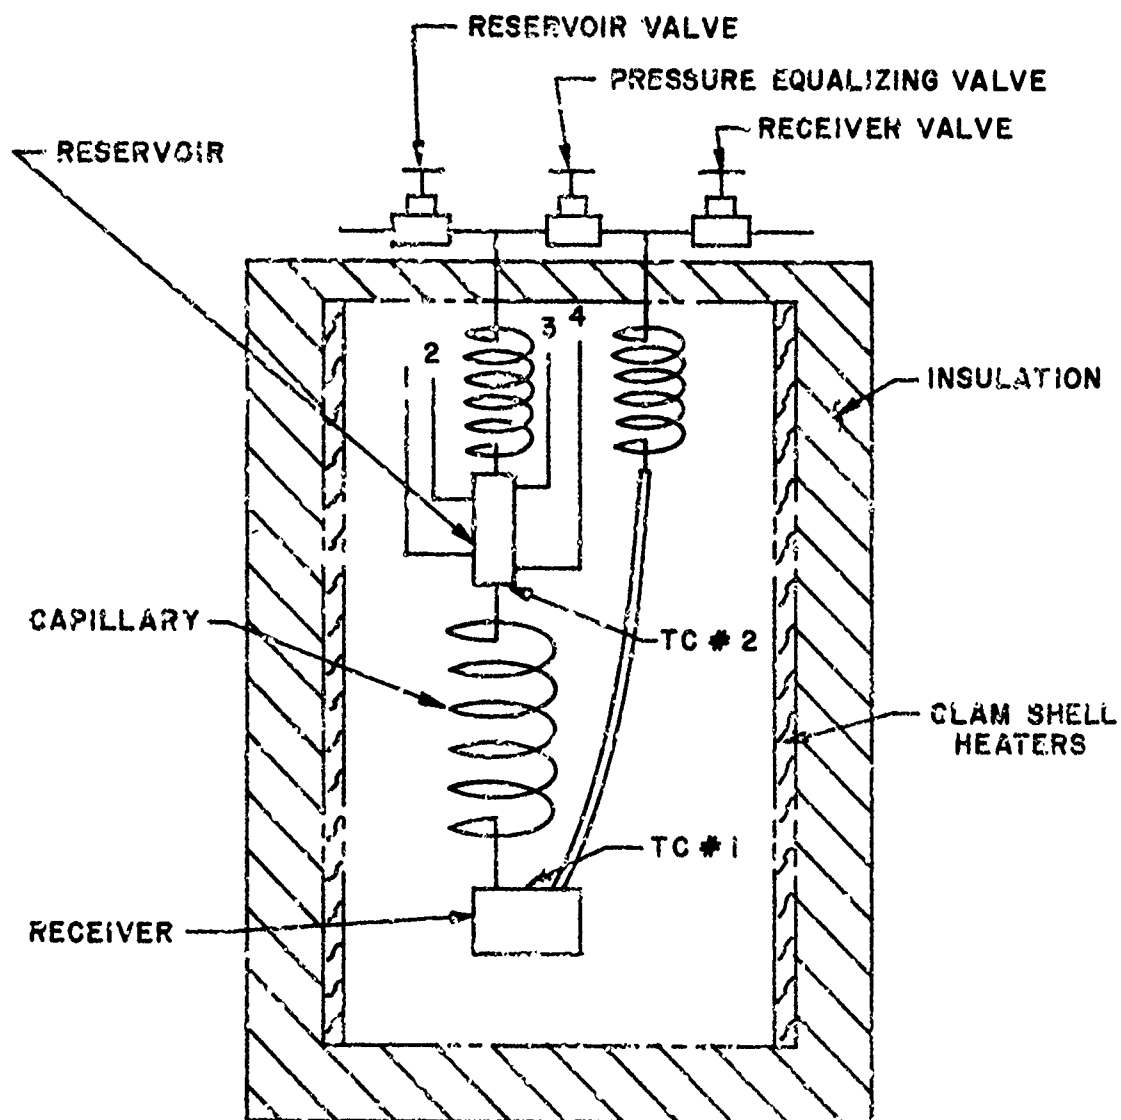 RESERVOIR VALVE
PRESSURE EQUALIZING VALVE
RECEIVER VALVE
RESERVOIR
2
3
4
INSULATION
CAPILLARY
TC # 2
CLAM SHELL
HEATERS
TC # 1
RECEIVER